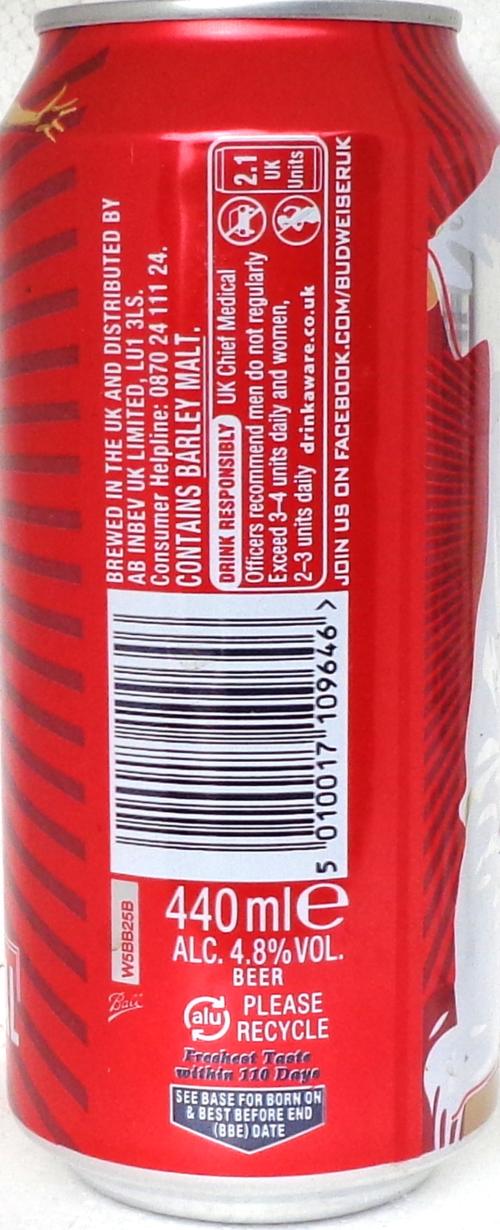 BREWED IN THE UK AND DISTRIBUTED BY
AB INBEV UK LIMITED, LU1 3LS.
Consumer Helpline: 0870 24 111 24.
CONTAINS BARLEY MALT.
DRINK RESPONSIBLY UK Chief Medical
Officers recommend men do not regularly
Exceed 3–4 units daily and women,
2–3 units daily drinkaware.co.uk
2.1
UK
Units
JOIN US ON FACEBOOK.COM/BUDWEISERUK
5 010017 109646 >
W5BB25B
Ball
440 ml e
ALC. 4.8% VOL.
BEER
alu
PLEASE
RECYCLE
Freshest Taste
within 110 Days
SEE BASE FOR BORN ON
& BEST BEFORE END
(BBE) DATE